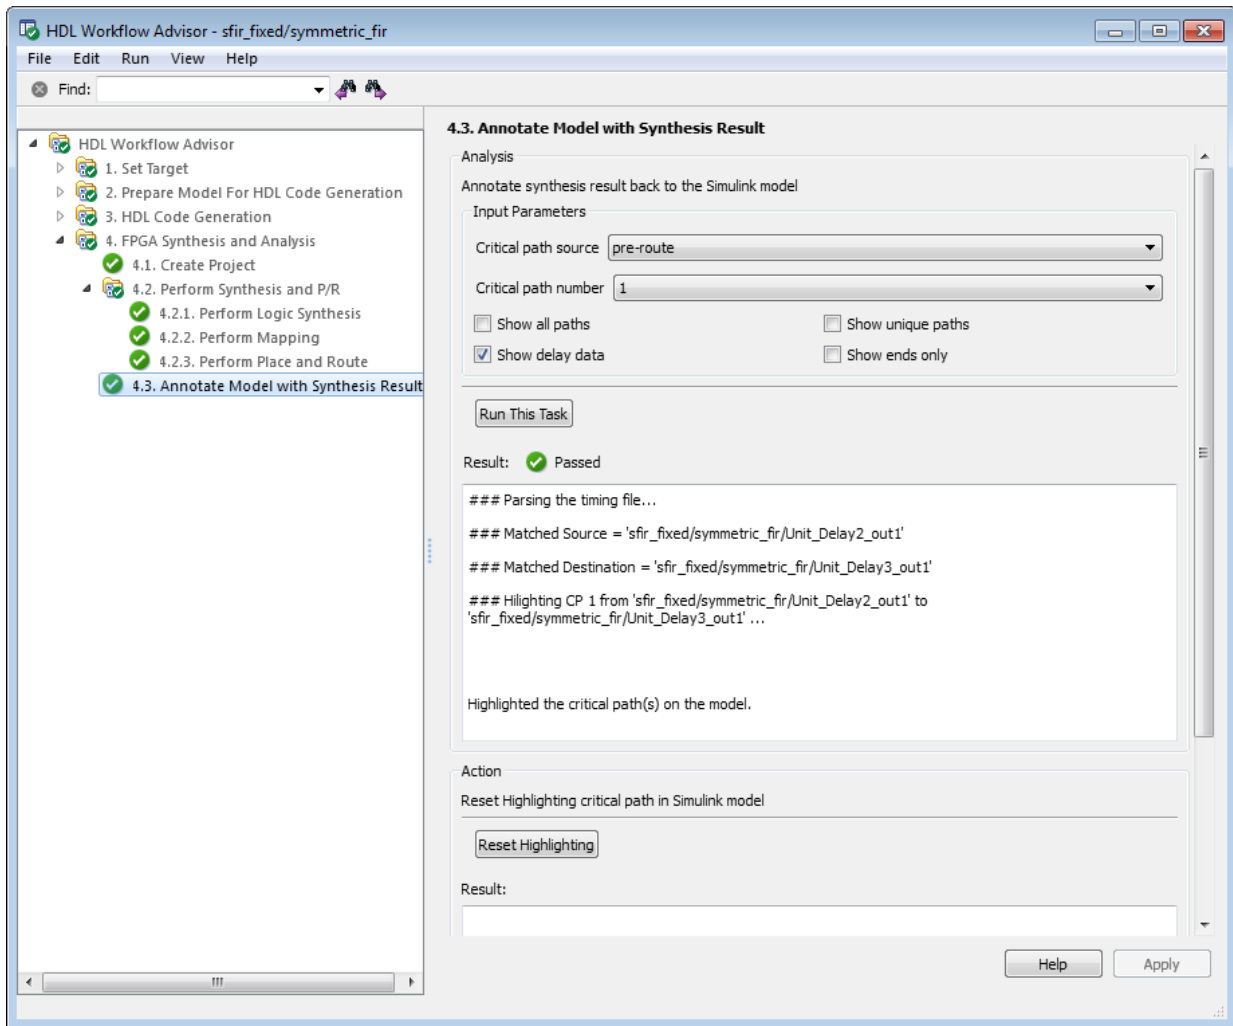 HDL Workflow Advisor - sfir_fixed/symmetric_fir
File Edit Run View Help
Find:
HDL Workflow Advisor
1. Set Target
2. Prepare Model For HDL Code Generation
3. HDL Code Generation
4. FPGA Synthesis and Analysis
4.1. Create Project
4.2. Perform Synthesis and P/R
4.2.1. Perform Logic Synthesis
4.2.2. Perform Mapping
4.2.3. Perform Place and Route
4.3. Annotate Model with Synthesis Result
4.3. Annotate Model with Synthesis Result
Analysis
Annotate synthesis result back to the Simulink model
Input Parameters
Critical path source pre-route
Critical path number 1
Show all paths Show unique paths
Show delay data Show ends only
Run This Task
Result: Passed
### Parsing the timing file...
### Matched Source = 'sfir_fixed/symmetric_fir/Unit_Delay2_out1'
### Matched Destination = 'sfir_fixed/symmetric_fir/Unit_Delay3_out1'
### Hilighting CP 1 from 'sfir_fixed/symmetric_fir/Unit_Delay2_out1' to
'sfir_fixed/symmetric_fir/Unit_Delay3_out1' ...
Highlighted the critical path(s) on the model.
Action
Reset Highlighting critical path in Simulink model
Reset Highlighting
Result:
Help Apply